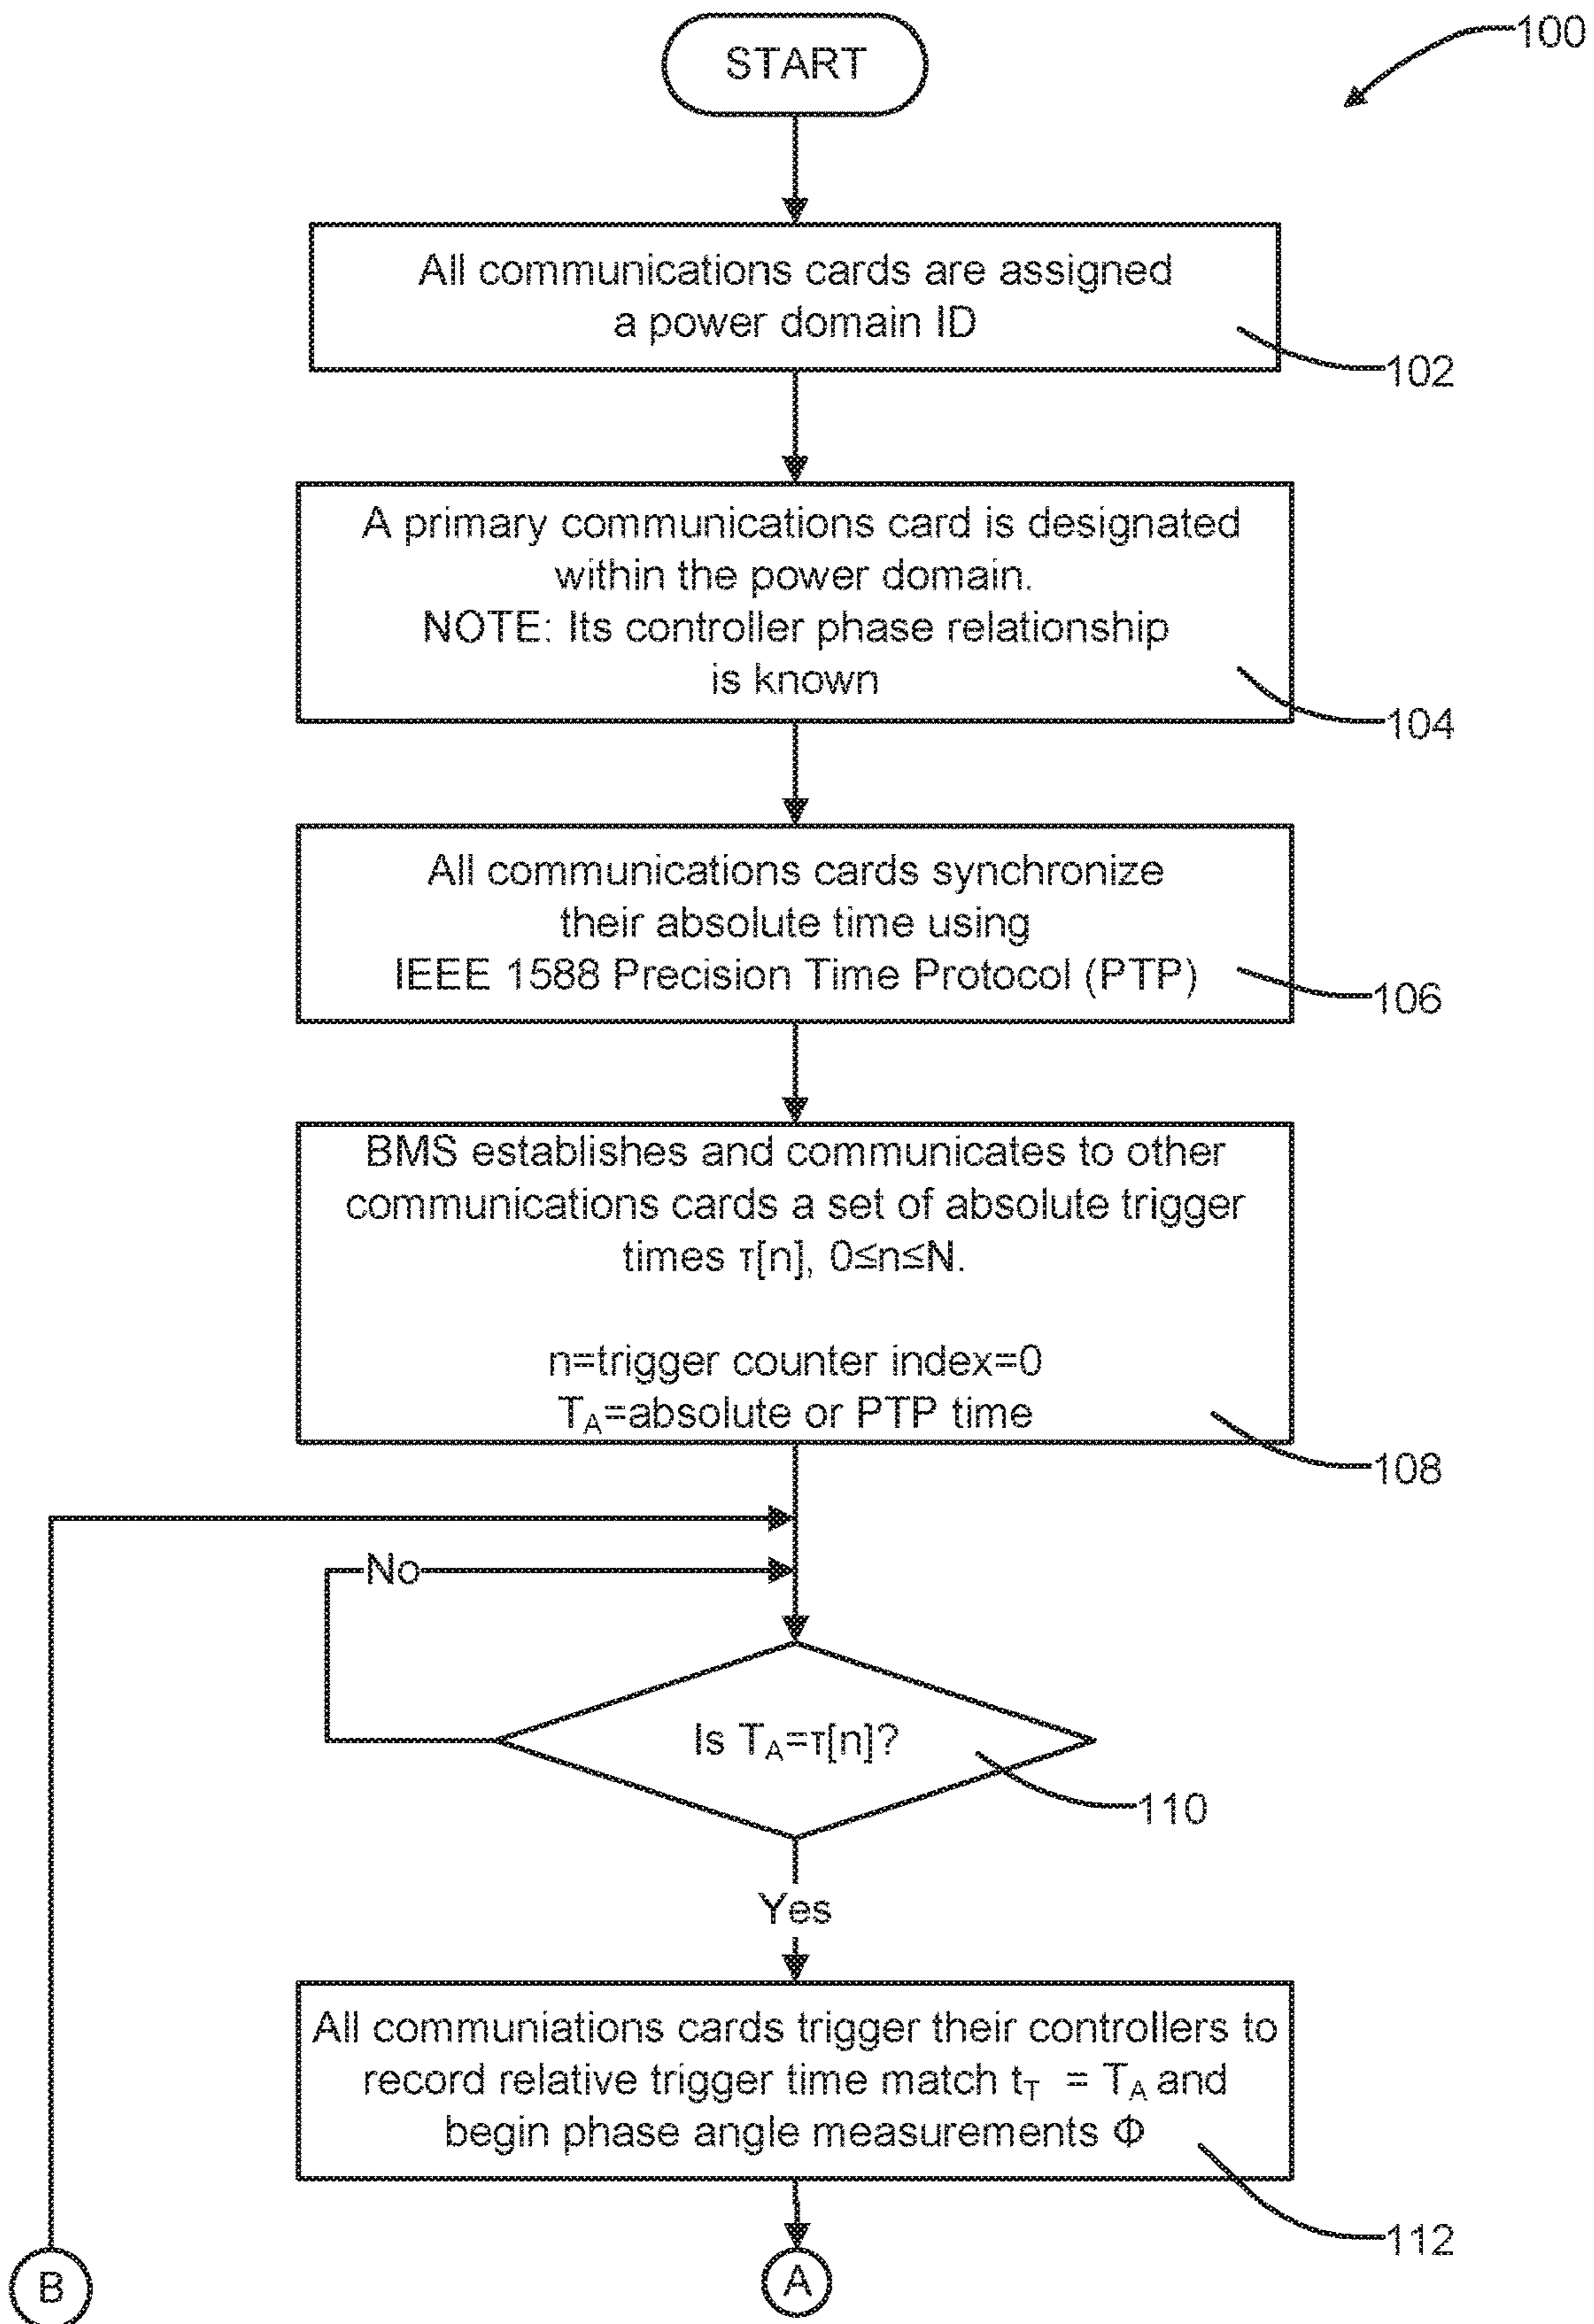 START
100
All communications cards are assigned
a power domain ID
102
A primary communications card is designated
within the power domain.
NOTE: Its controller phase relationship
is known
104
All communications cards synchronize
their absolute time using
IEEE 1588 Precision Time Protocol (PTP)
106
BMS establishes and communicates to other
communications cards a set of absolute trigger
times τ[n], 0≤n≤N.
n=trigger counter index=0
T_A=absolute or PTP time
108
No
Is T_A=τ[n]?
110
Yes
All communiations cards trigger their controllers to
record relative trigger time match t_T = T_A and
begin phase angle measurements Φ
112
B
A